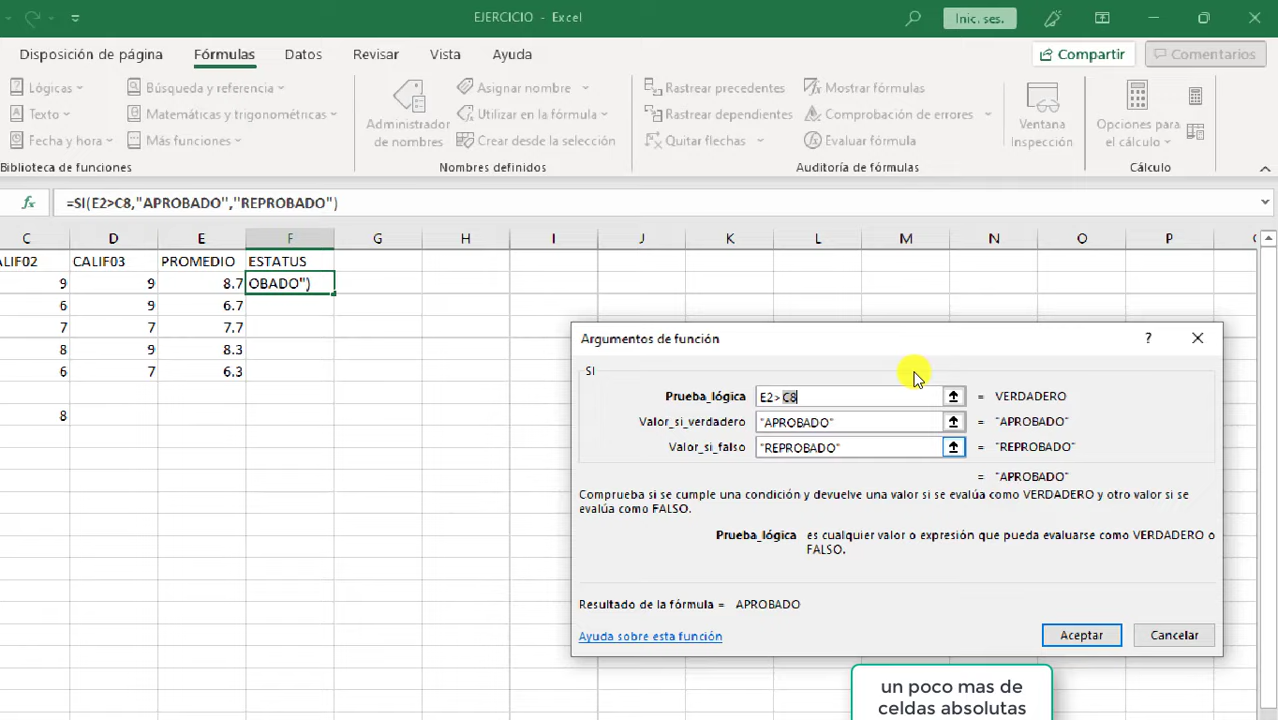 EJERCICIO - Excel
Inic. ses.
Disposición de página
Fórmulas
Datos
Revisar
Vista
Ayuda
Compartir
Comentarios
Lógicas
Búsqueda y referencia
Texto
Matemáticas y trigonométricas
Fecha y hora
Más funciones
Biblioteca de funciones
Administrador
de nombres
Asignar nombre
Utilizar en la fórmula
Crear desde la selección
Nombres definidos
Rastrear precedentes
Mostrar fórmulas
Rastrear dependientes
Comprobación de errores
Quitar flechas
Evaluar fórmula
Auditoría de fórmulas
Ventana
Inspección
Opciones para
el cálculo
Cálculo
fx
=SI(E2>C8,"APROBADO","REPROBADO")
C D E F G H I J K L M N O P
ALIF02 CALIF03 PROMEDIO ESTATUS
9 9 8.7 OBADO")
6 9 6.7
7 7 7.7
8 9 8.3
6 7 6.3
8
Argumentos de función
?
SI
Prueba_lógica E2>C8 = VERDADERO
Valor_si_verdadero "APROBADO" = "APROBADO"
Valor_si_falso "REPROBADO" = "REPROBADO"
= "APROBADO"
Comprueba si se cumple una condición y devuelve una valor si se evalúa como VERDADERO y otro valor si se
evalúa como FALSO.
Prueba_lógica es cualquier valor o expresión que pueda evaluarse como VERDADERO o
FALSO.
Resultado de la fórmula = APROBADO
Ayuda sobre esta función
Aceptar
Cancelar
un poco mas de
celdas absolutas